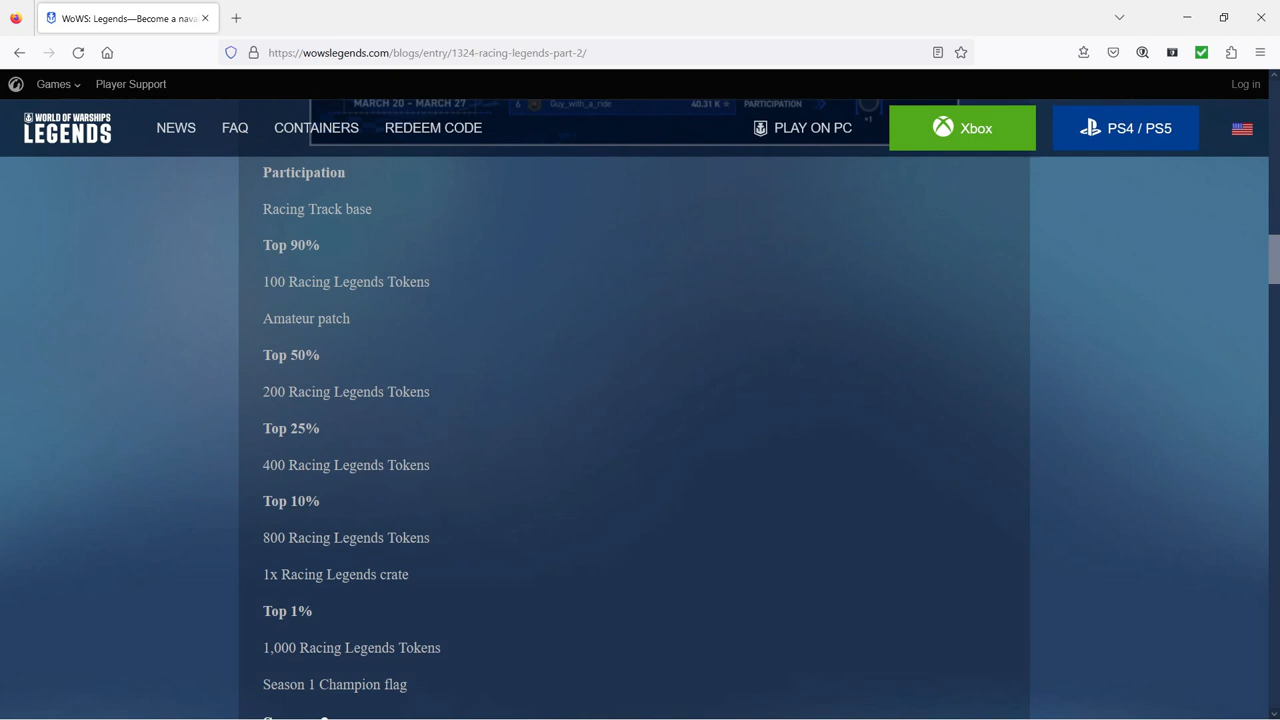 WoWS: Legends—Become a nava
https://wowslegends.com/blogs/entry/1324-racing-legends-part-2/
Games
Player Support
Log in
MARCH 20 - MARCH 27
6 Guy_with_a_ride 40.31 K PARTICIPATION
+1
WORLD OF WARSHIPS
LEGENDS
NEWS
FAQ
CONTAINERS
REDEEM CODE
PLAY ON PC
Xbox
PS4 / PS5
Participation
Racing Track base
Top 90%
100 Racing Legends Tokens
Amateur patch
Top 50%
200 Racing Legends Tokens
Top 25%
400 Racing Legends Tokens
Top 10%
800 Racing Legends Tokens
1x Racing Legends crate
Top 1%
1,000 Racing Legends Tokens
Season 1 Champion flag